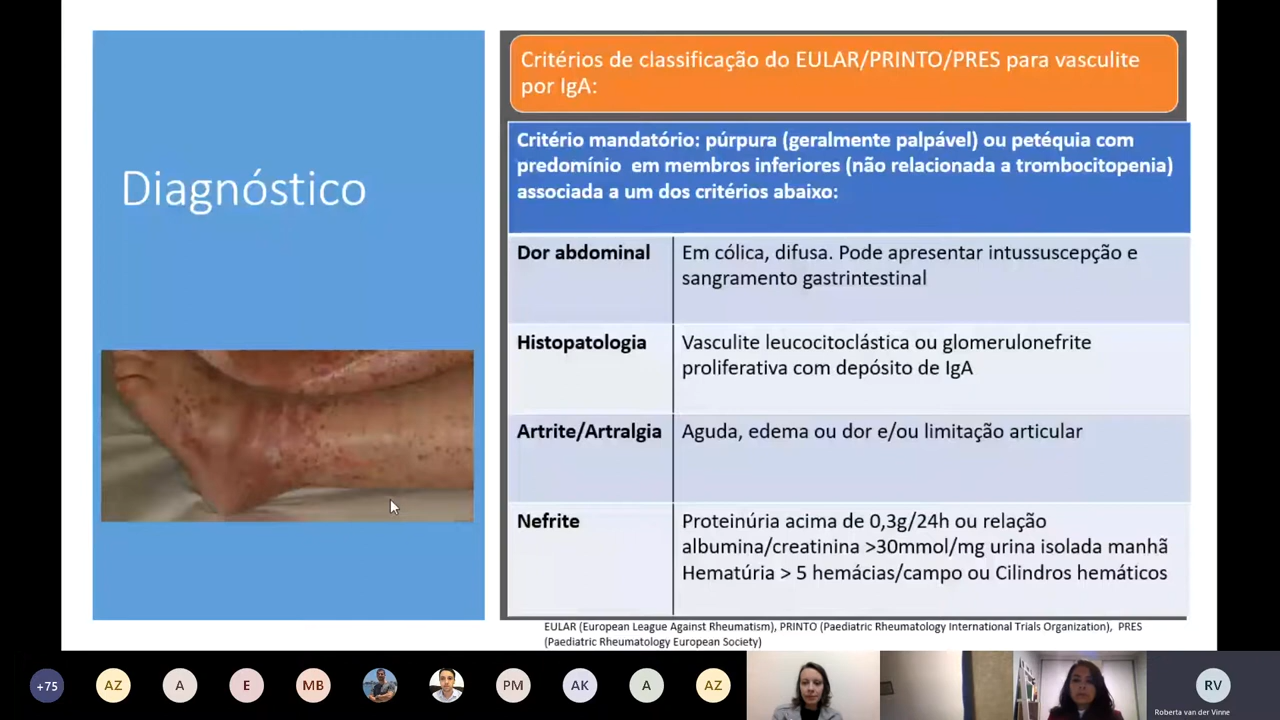 Diagnóstico
Critérios de classificação do EULAR/PRINTO/PRES para vasculite
por IgA:
Critério mandatório: púrpura (geralmente palpável) ou petéquia com
predomínio em membros inferiores (não relacionada a trombocitopenia)
associada a um dos critérios abaixo:
Dor abdominal
Em cólica, difusa. Pode apresentar intussuscepção e
sangramento gastrintestinal
Histopatologia
Vasculite leucocitoclástica ou glomerulonefrite
proliferativa com depósito de IgA
Artrite/Artralgia
Aguda, edema ou dor e/ou limitação articular
Nefrite
Proteinúria acima de 0,3g/24h ou relação
albumina/creatinina >30mmol/mg urina isolada manhã
Hematúria > 5 hemácias/campo ou Cilindros hemáticos
EULAR (European League Against Rheumatism), PRINTO (Paediatric Rheumatology International Trials Organization), PRES
(Paediatric Rheumatology European Society)
+75
AZ
A
E
MB
PM
AK
A
AZ
RV
Roberta van der Vinne